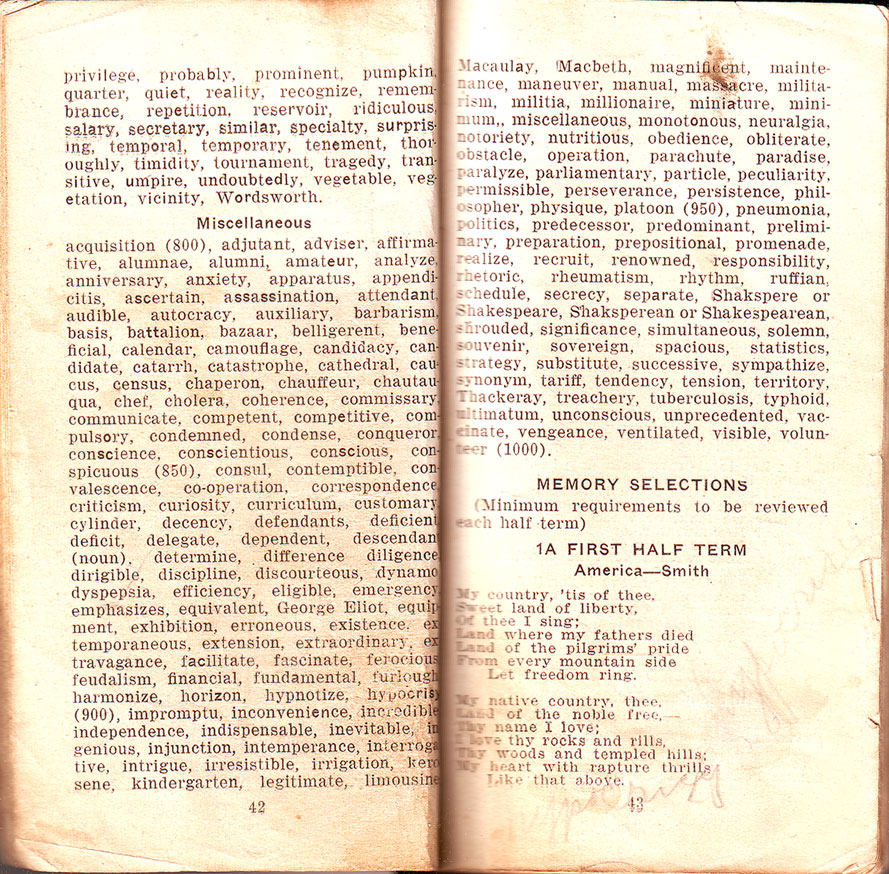 privilege, probably, prominent, pumpkin,
quarter, quiet, reality, recognize, remem-
brance, repetition, reservoir, ridiculous,
salary, secretary, similar, specialty, surpris-
ing, temporal, temporary, tenement, thor-
oughly, timidity, tournament, tragedy, tran-
sitive, umpire, undoubtedly, vegetable, veg-
etation, vicinity, Wordsworth.
Miscellaneous
acquisition (800), adjutant, adviser, affirma-
tive, alumnae, alumni, amateur, analyze,
anniversary, anxiety, apparatus, appendi-
citis, ascertain, assassination, attendant,
audible, autocracy, auxiliary, barbarism,
basis, battalion, bazaar, belligerent, bene-
ficial, calendar, camouflage, candidacy, can-
didate, catarrh, catastrophe, cathedral, cau-
cus, census, chaperon, chauffeur, chautau-
qua, chef, cholera, coherence, commissary,
communicate, competent, competitive, com-
pulsory, condemned, condense, conqueror,
conscience, conscientious, conscious, con-
spicuous (850), consul, contemptible, con-
valescence, co-operation, correspondence,
criticism, curiosity, curriculum, customary,
cylinder, decency, defendants, deficient,
deficit, delegate, dependent, descendant
(noun), determine, difference diligence,
dirigible, discipline, discourteous, dynamo,
dyspepsia, efficiency, eligible, emergency,
emphasizes, equivalent, George Eliot, equip-
ment, exhibition, erroneous, existence, ex-
temporaneous, extension, extraordinary, ex-
travagance, facilitate, fascinate, ferocious,
feudalism, financial, fundamental, furlough,
harmonize, horizon, hypnotize, hypocrisy
(900), impromptu, inconvenience, incredible,
independence, indispensable, inevitable, in-
genious, injunction, intemperance, interroga-
tive, intrigue, irresistible, irrigation, kero-
sene, kindergarten, legitimate, limousine,
42
Macaulay, Macbeth, magnificent, mainte-
nance, maneuver, manual, massacre, milita-
rism, militia, millionaire, miniature, mini-
mum,, miscellaneous, monotonous, neuralgia,
notoriety, nutritious, obedience, obliterate,
obstacle, operation, parachute, paradise,
paralyze, parliamentary, particle, peculiarity,
permissible, perseverance, persistence, phil-
osopher, physique, platoon (950), pneumonia,
politics, predecessor, predominant, prelimi-
nary, preparation, prepositional, promenade,
realize, recruit, renowned, responsibility,
rhetoric, rheumatism, rhythm, ruffian,
schedule, secrecy, separate, Shakspere or
Shakespeare, Shaksperean or Shakespearean,
shrouded, significance, simultaneous, solemn,
souvenir, sovereign, spacious, statistics,
strategy, substitute, successive, sympathize,
synonym, tariff, tendency, tension, territory,
Thackeray, treachery, tuberculosis, typhoid,
ultimatum, unconscious, unprecedented, vac-
cinate, vengeance, ventilated, visible, volun-
teer (1000).
MEMORY SELECTIONS
(Minimum requirements to be reviewed
each half term)
1A FIRST HALF TERM
America—Smith
My country, 'tis of thee,
Sweet land of liberty,
Of thee I sing;
Land where my fathers died
Land of the pilgrims' pride
From every mountain side
Let freedom ring.
My native country, thee,
Land of the noble free,—
Thy name I love;
I love thy rocks and rills,
Thy woods and templed hills;
My heart with rapture thrills
Like that above.
43